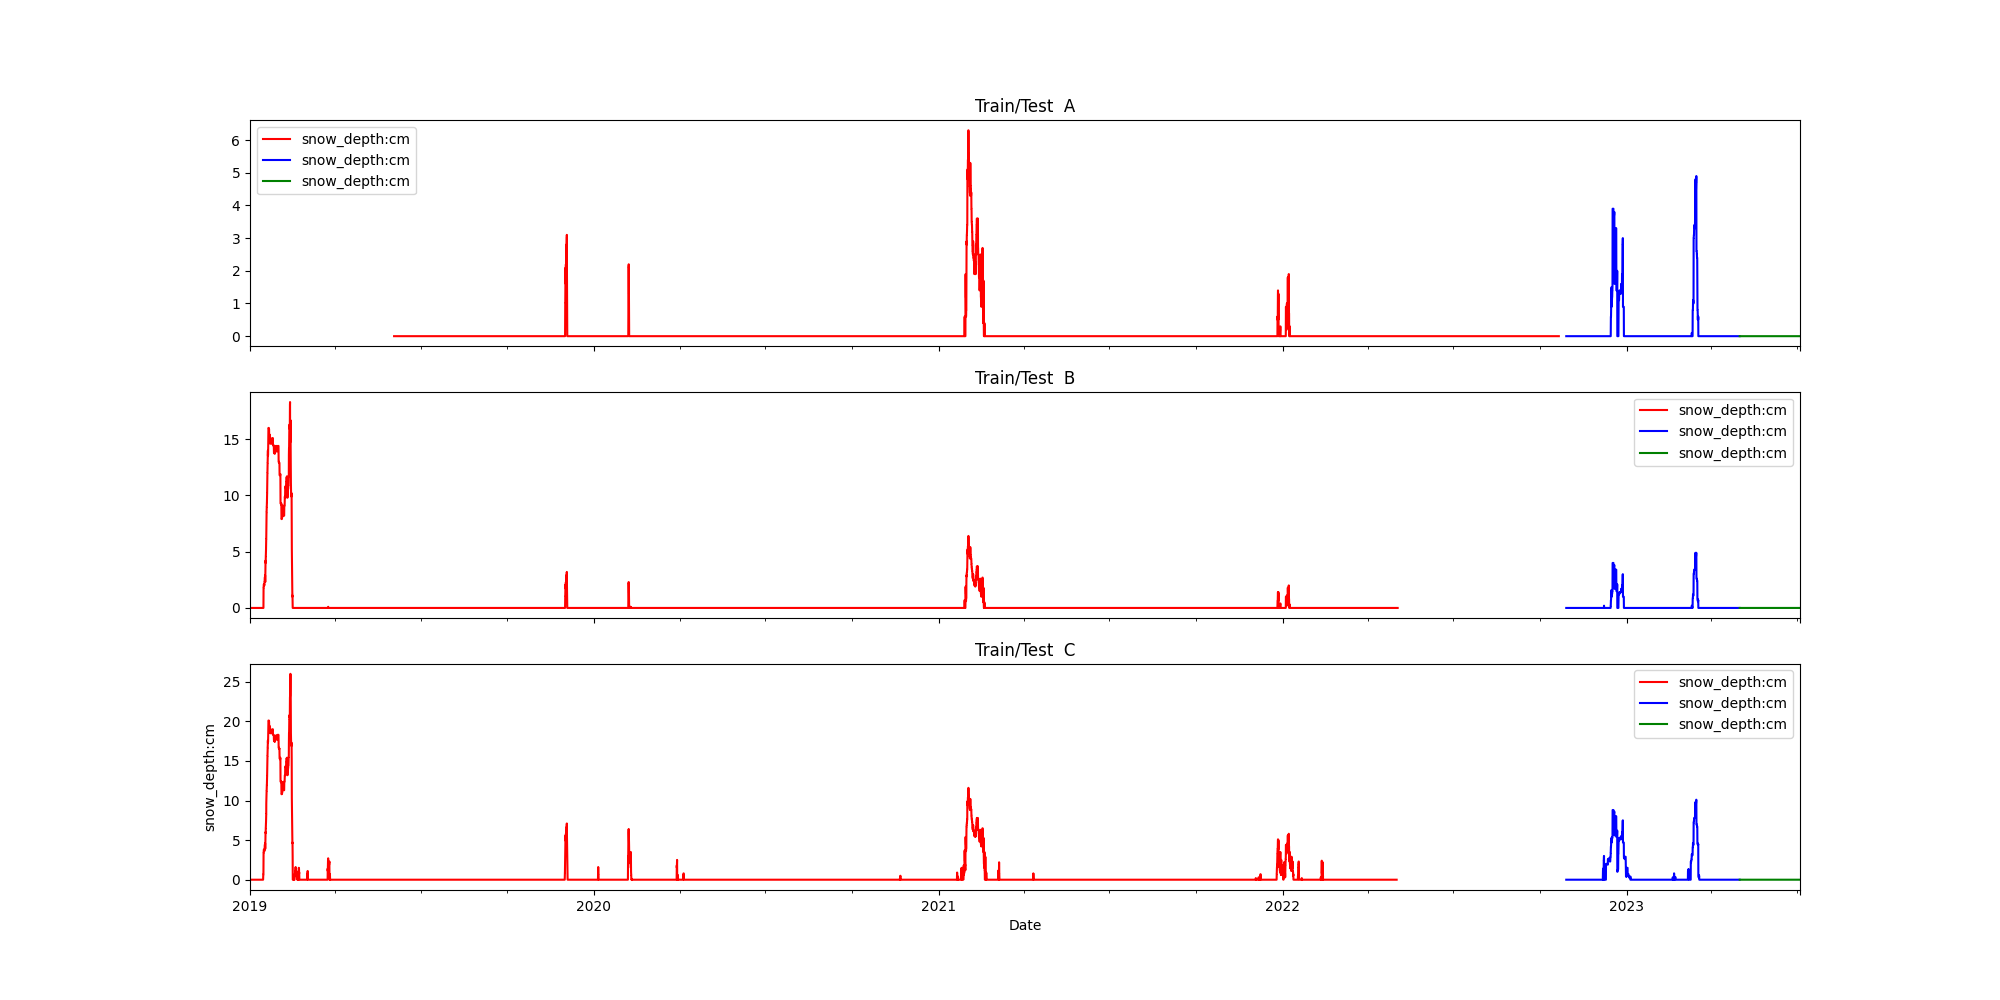 Train/Test  A
snow_depth:cm
snow_depth:cm
snow_depth:cm
6
5
4
3
2
1
0
Train/Test  B
snow_depth:cm
snow_depth:cm
snow_depth:cm
15
10
5
0
Train/Test  C
snow_depth:cm
snow_depth:cm
snow_depth:cm
25
20
15
10
5
0
snow_depth:cm
2019 2020 2021 2022 2023
Date